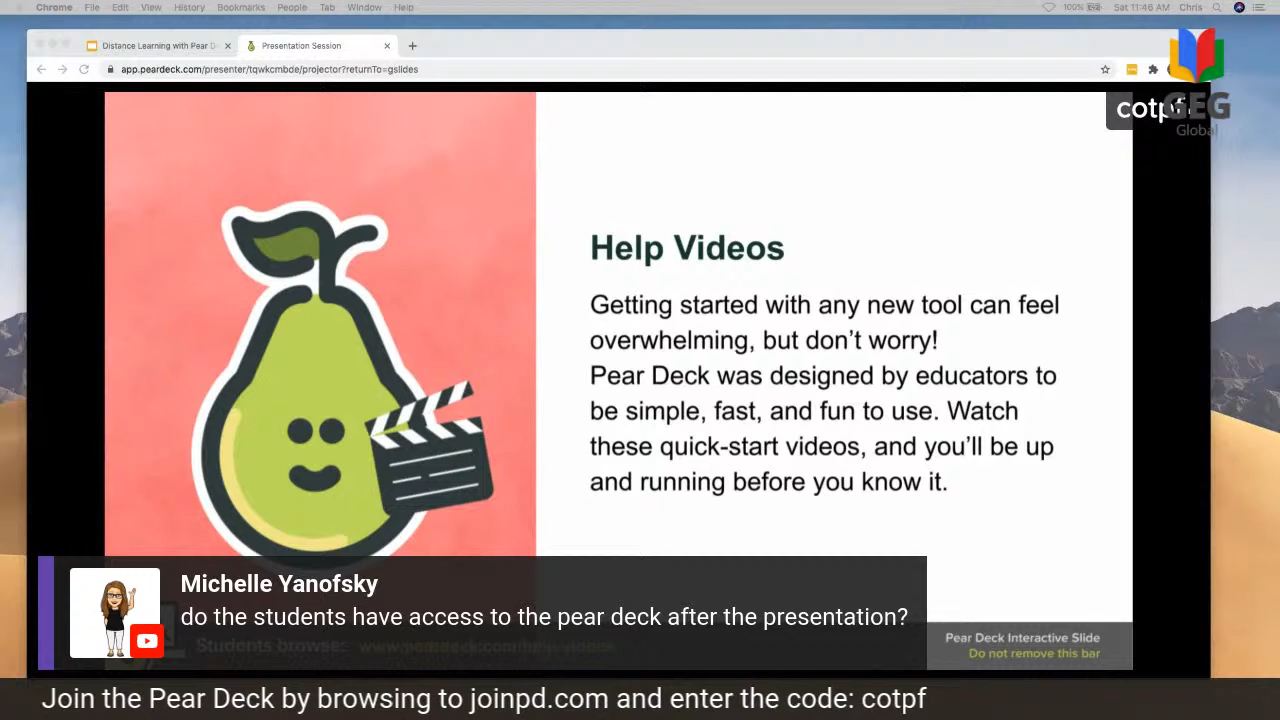 Chrome File Edit View History Bookmarks People Tab Window Help
100% Sat 11:46 AM Chris
Distance Learning with Pear D
Presentation Session
app.peardeck.com/presenter/tqwkcmbde/projector?returnTo=gslides
GEG
Global
Help Videos
Getting started with any new tool can feel
overwhelming, but don’t worry!
Pear Deck was designed by educators to
be simple, fast, and fun to use. Watch
these quick-start videos, and you’ll be up
and running before you know it.
Michelle Yanofsky
do the students have access to the pear deck after the presentation?
Students browse: www.peardeck.com/help-videos
Pear Deck Interactive Slide
Do not remove this bar
Join the Pear Deck by browsing to joinpd.com and enter the code: cotpf